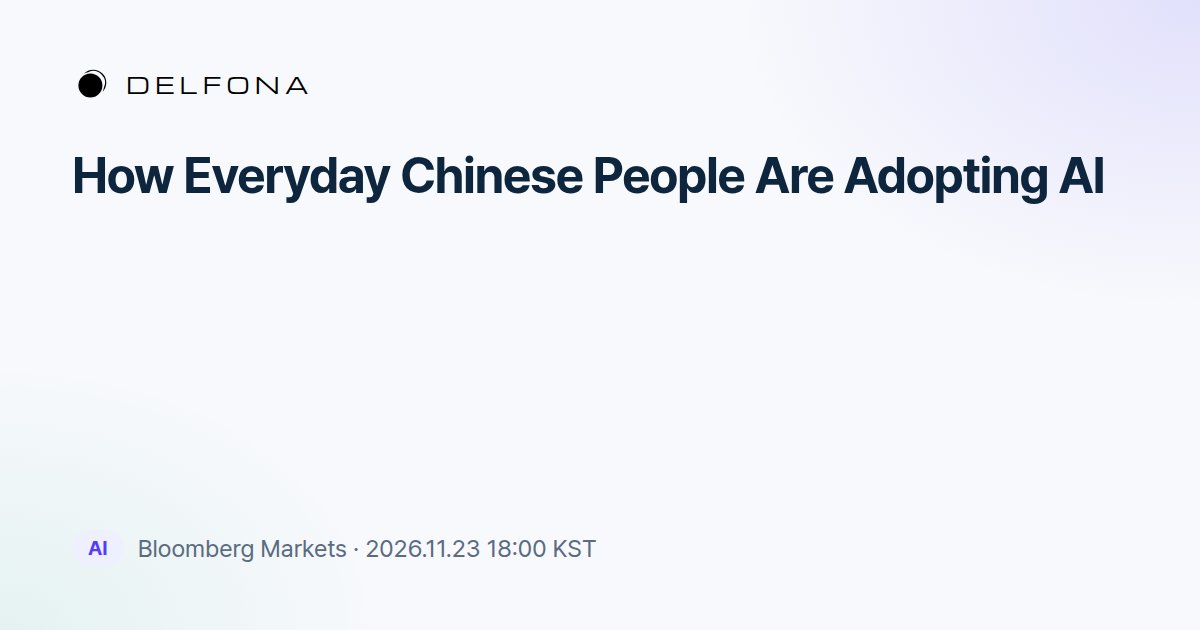 DELFONA
How Everyday Chinese People Are Adopting AI
AI Bloomberg Markets · 2026.11.23 18:00 KST